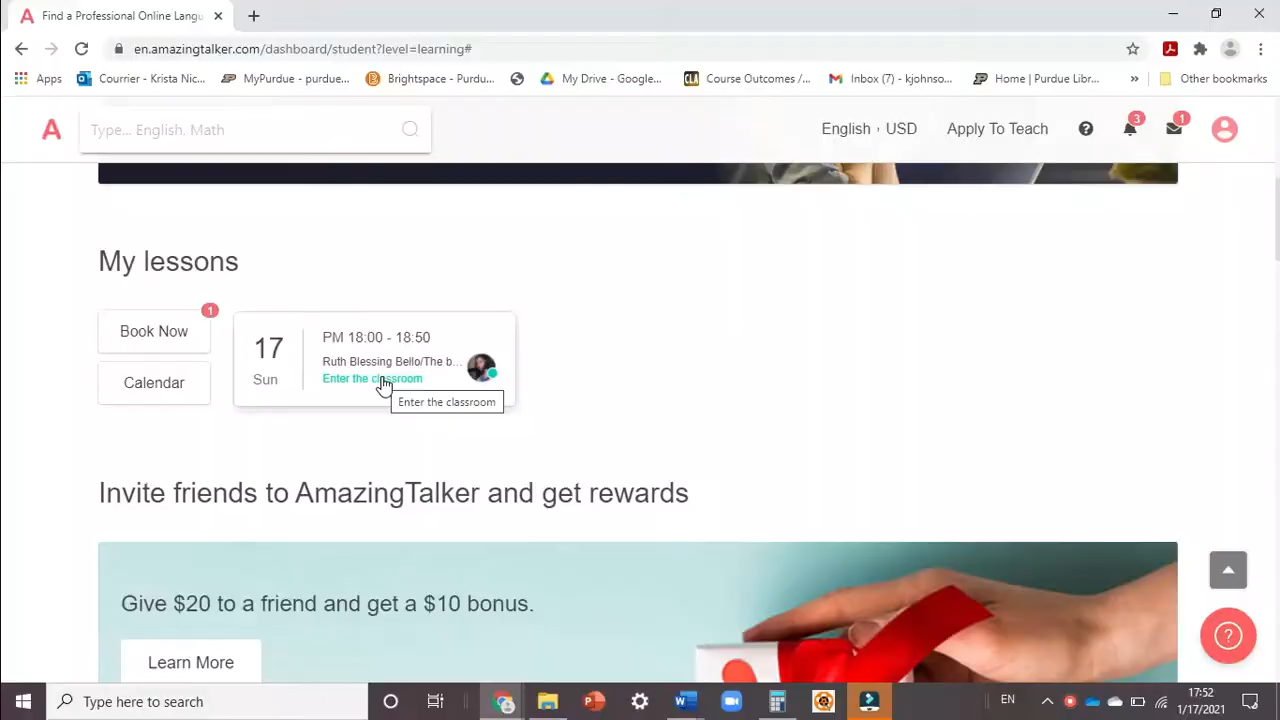 Find a Professional Online Langu
en.amazingtalker.com/dashboard/student?level=learning#
Apps
Courrier - Krista Nic...
MyPurdue - purdue...
Brightspace - Purdu...
My Drive - Google...
CLA
Course Outcomes /...
Inbox (7) - kjohnso...
Home | Purdue Libr...
»
Other bookmarks
A
Type... English, Math
English , USD
Apply To Teach
?
3
1
My lessons
Book Now
1
Calendar
17
Sun
PM 18:00 - 18:50
Ruth Blessing Bello/The b...
Enter the classroom
Enter the classroom
Invite friends to AmazingTalker and get rewards
Give $20 to a friend and get a $10 bonus.
Learn More
?
Type here to search
EN
17:52
1/17/2021